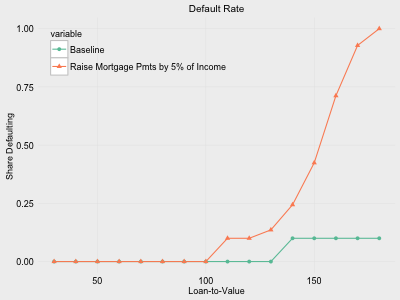 Default Rate
variable
Baseline
Raise Mortgage Pmts by 5% of Income
Share Defaulting
1.00
0.75
0.50
0.25
0.00
50
100
150
Loan-to-Value